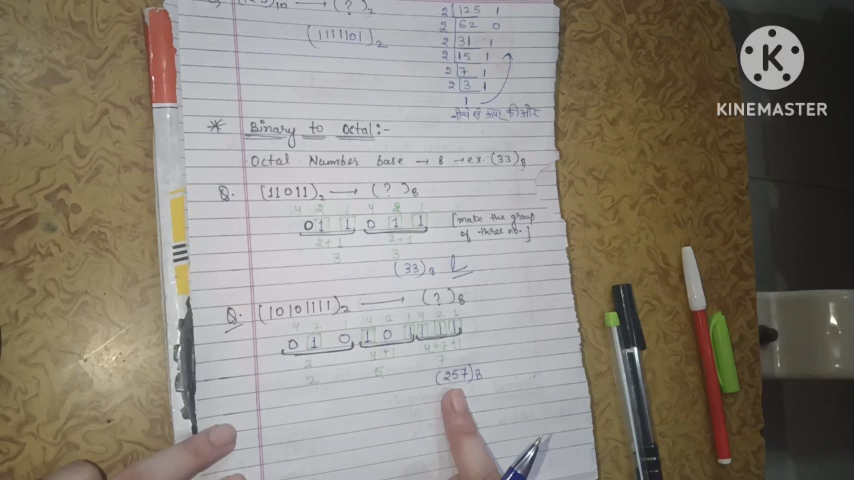 )10 → (?)2
(1111101)2
2 125 1
2 62 0
2 31 1
2 15 1
2 7 1
2 3 1
1
नीचे से ऊपर की ओर
KINEMASTER
* Binary to Octal:-
Octal Number base → 8 → ex. (33)8
Q. (11011)2 → (?)8
4 2 1 4 2 1
0 1 1 0 1 1 [make the group
of three no.]
2+1 2+1
3 3
(33)8
Q. (10101111)2 → (?)8
4 2 1 4 2 1 4 2 1
0 1 0 1 0 1 1 1 1
2 4+1 4+2+1
2 5 7
(257)8